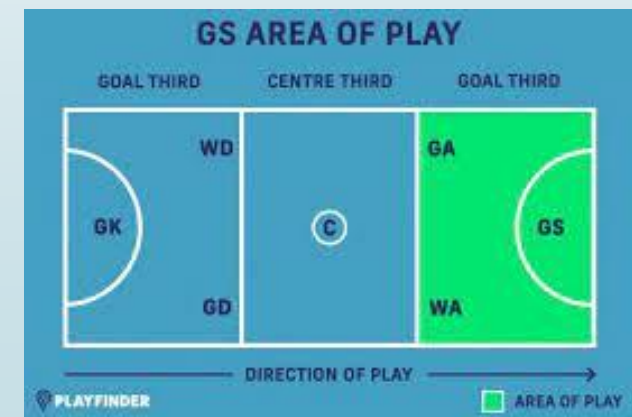 GS AREA OF PLAY
GOAL THIRD CENTRE THIRD GOAL THIRD
WD GA
GK C GS
GD WA
DIRECTION OF PLAY
PLAYFINDER AREA OF PLAY